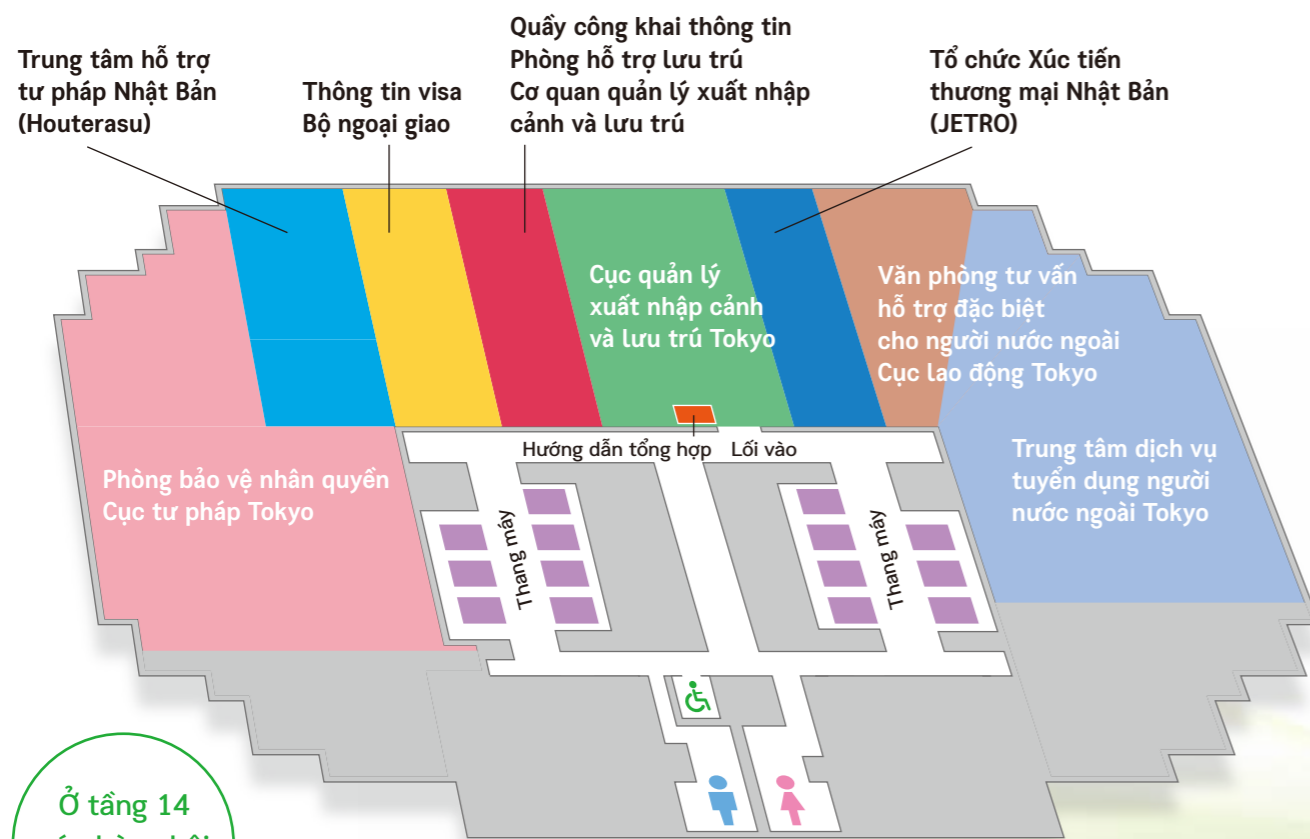 Trung tâm hỗ trợ
tư pháp Nhật Bản
(Houterasu)
Thông tin visa
Bộ ngoại giao
Quầy công khai thông tin
Phòng hỗ trợ lưu trú
Cơ quan quản lý xuất nhập
cảnh và lưu trú
Tổ chức Xúc tiến
thương mại Nhật Bản
(JETRO)
Cục quản lý
xuất nhập cảnh
và lưu trú Tokyo
Văn phòng tư vấn
hỗ trợ đặc biệt
cho người nước ngoài
Cục lao động Tokyo
Hướng dẫn tổng hợp
Lối vào
Phòng bảo vệ nhân quyền
Cục tư pháp Tokyo
Trung tâm dịch vụ
tuyển dụng người
nước ngoài Tokyo
Thang máy
Thang máy
Ở tầng 14